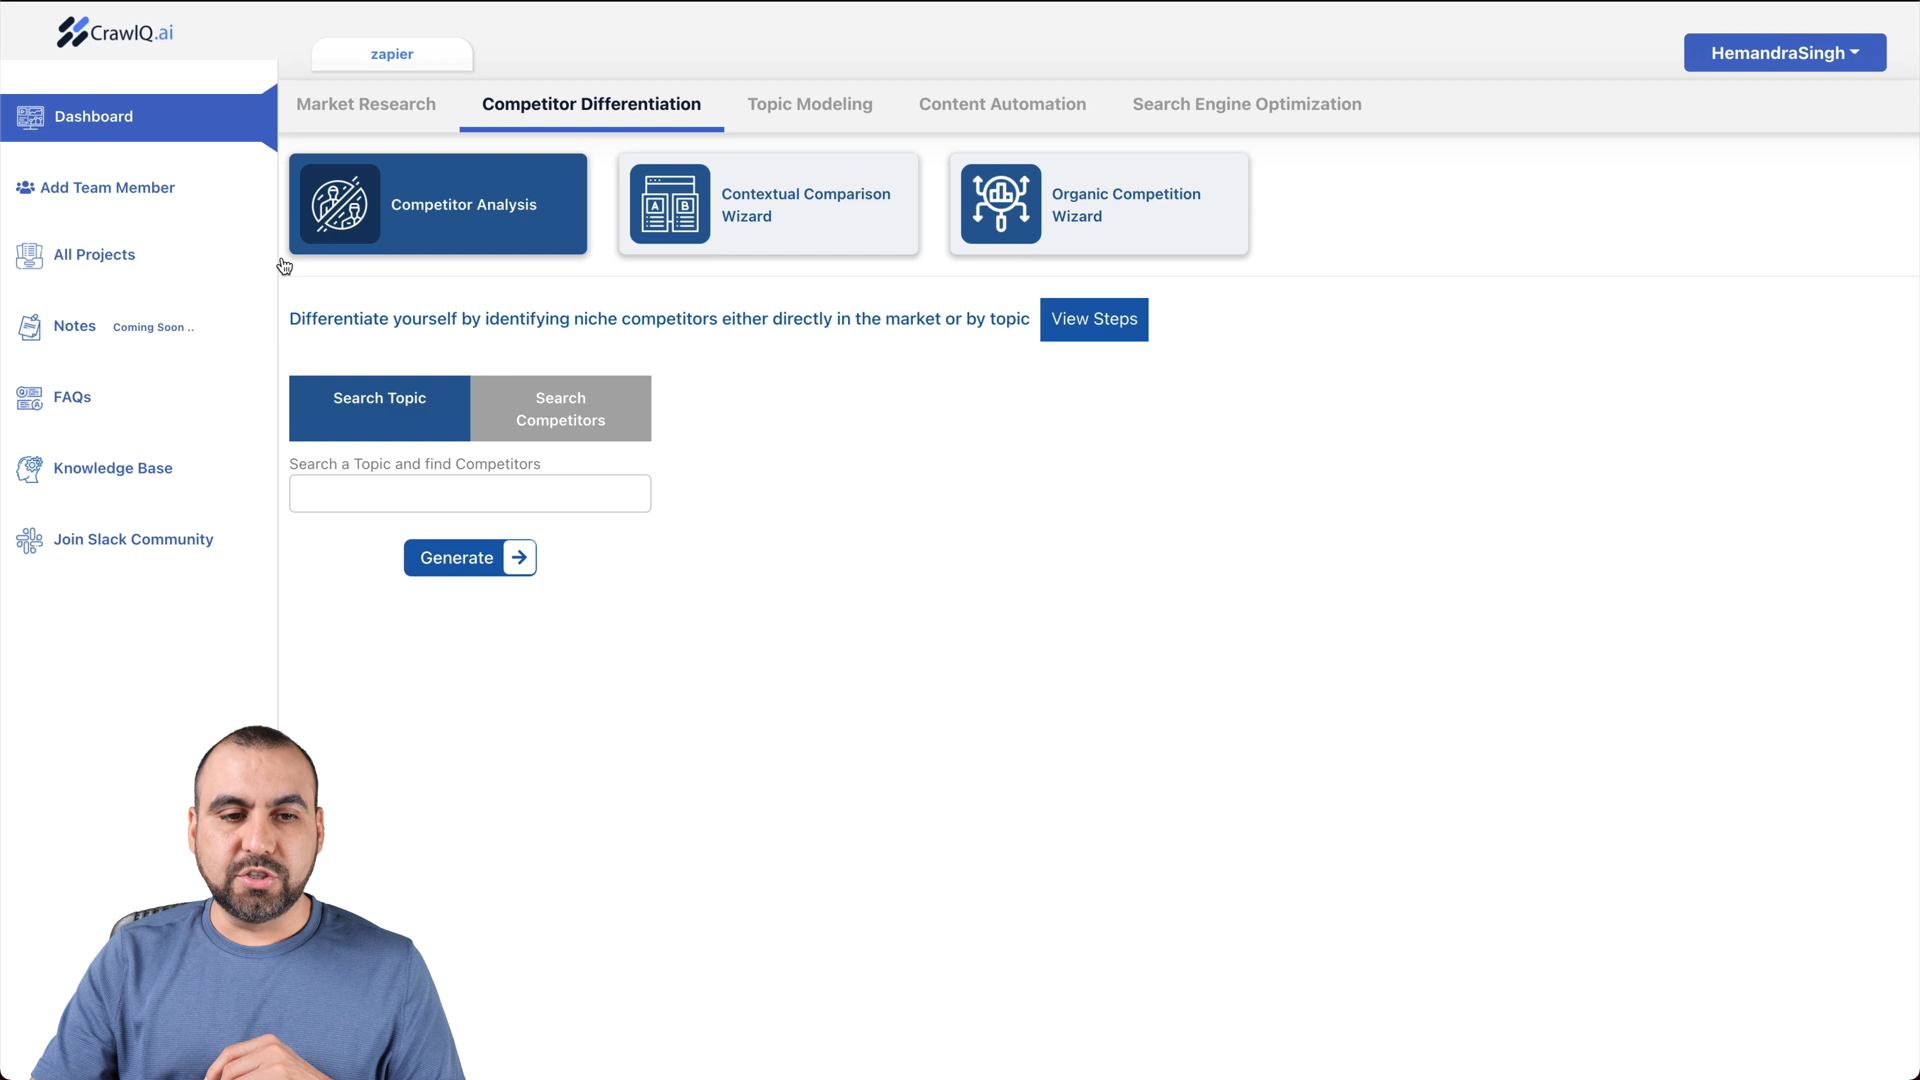 CrawlQ.ai
zapier
HemandraSingh
Market Research
Competitor Differentiation
Topic Modeling
Content Automation
Search Engine Optimization
Dashboard
Add Team Member
All Projects
Notes Coming Soon ..
FAQs
Knowledge Base
Join Slack Community
Competitor Analysis
A B
Contextual Comparison
Wizard
Organic Competition
Wizard
Differentiate yourself by identifying niche competitors either directly in the market or by topic
View Steps
Search Topic
Search
Competitors
Search a Topic and find Competitors
Generate